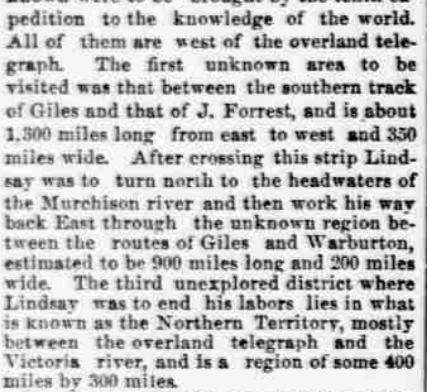 pedition to the knowledge of the world.
All of them are west of the overland tele-
graph. The first unknown area to be
visited was that between the southern track
of Giles and that of J. Forrest, and is about
1,300 miles long from east to west and 350
miles wide. After crossing this strip Lind-
say was to turn north to the headwaters of
the Murchison river and then work his way
back East through the unknown region be-
tween the routes of Giles and Warburton,
estimated to be 900 miles long and 200 miles
wide. The third unexplored district where
Lindsay was to end his labors lies in what
is known as the Northern Territory, mostly
between the overland telegraph and the
Victoria river, and is a region of some 400
miles by 300 miles.